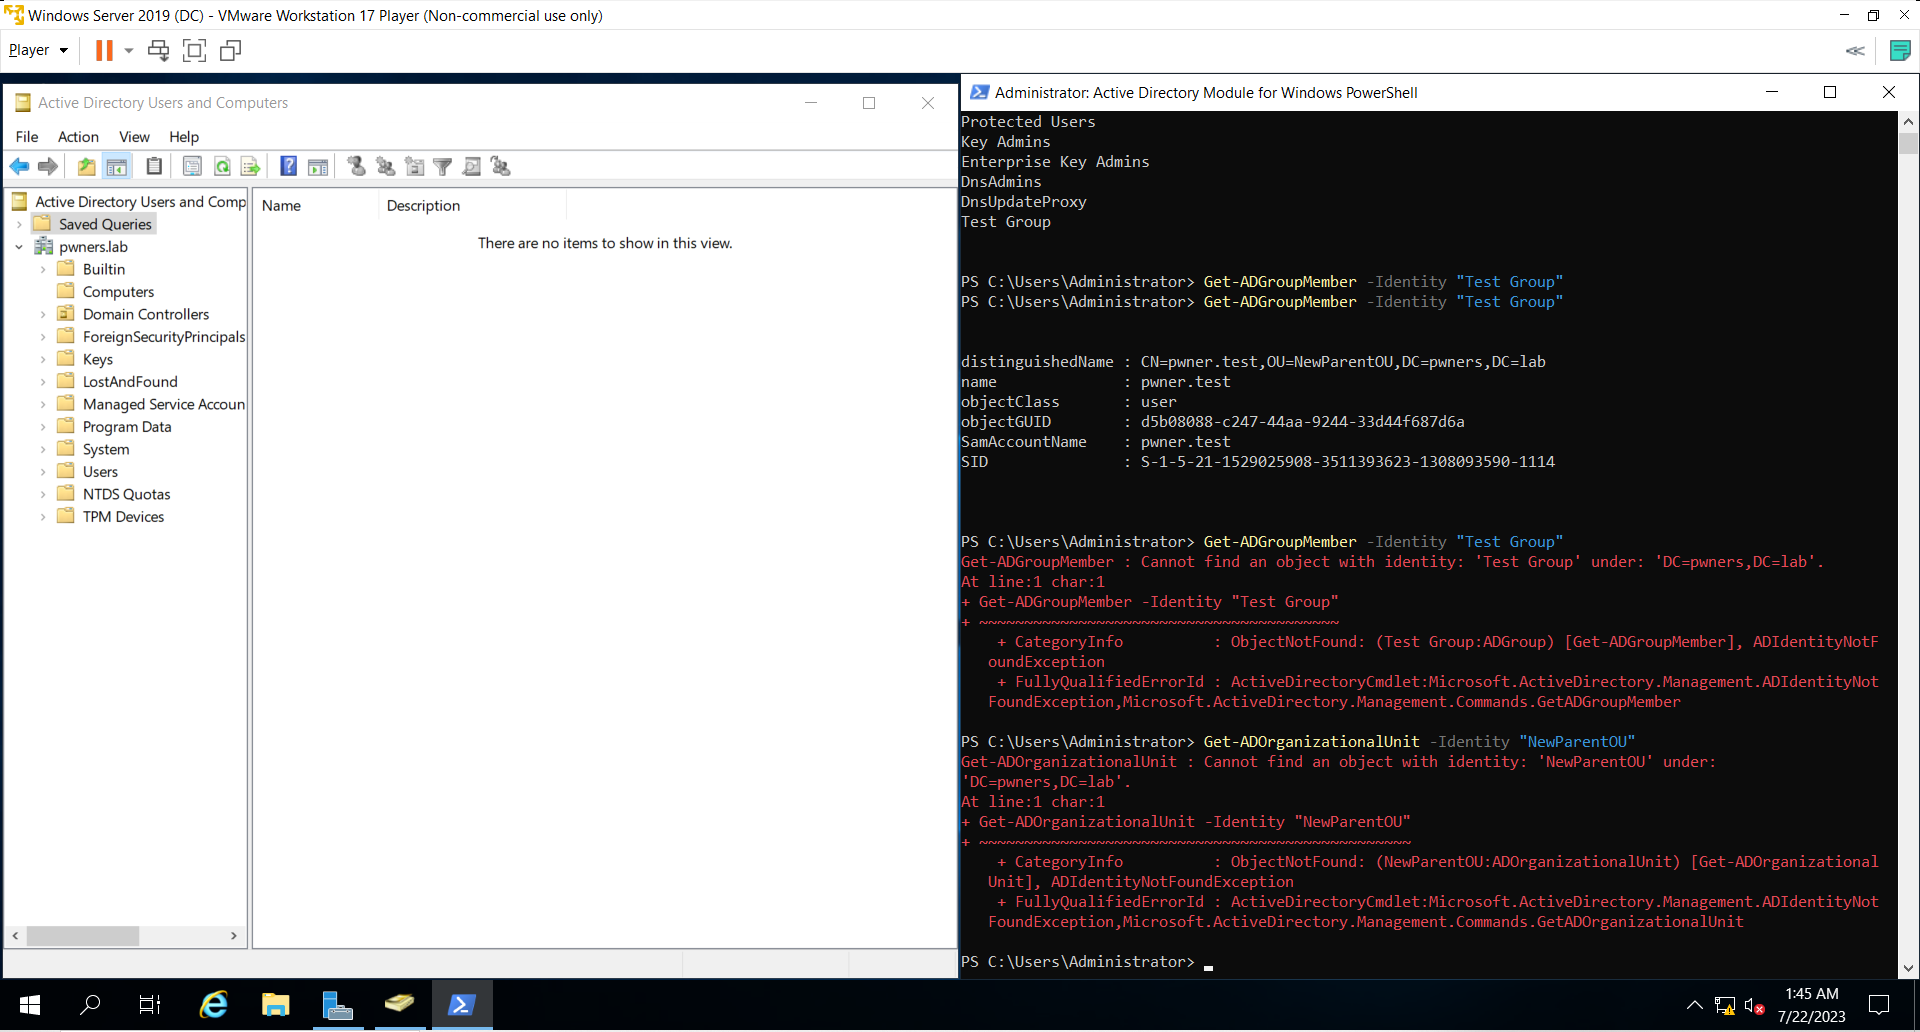 Windows Server 2019 (DC) - VMware Workstation 17 Player (Non-commercial use only)
Player
Active Directory Users and Computers
File Action View Help
Active Directory Users and Comp
Saved Queries
pwners.lab
Builtin
Computers
Domain Controllers
ForeignSecurityPrincipals
Keys
LostAndFound
Managed Service Accoun
Program Data
System
Users
NTDS Quotas
TPM Devices
Name Description
There are no items to show in this view.
Administrator: Active Directory Module for Windows PowerShell
Protected Users
Key Admins
Enterprise Key Admins
DnsAdmins
DnsUpdateProxy
Test Group
PS C:\Users\Administrator> Get-ADGroupMember -Identity "Test Group"
PS C:\Users\Administrator> Get-ADGroupMember -Identity "Test Group"
distinguishedName : CN=pwner.test,OU=NewParentOU,DC=pwners,DC=lab
name : pwner.test
objectClass : user
objectGUID : d5b08088-c247-44aa-9244-33d44f687d6a
SamAccountName : pwner.test
SID : S-1-5-21-1529025908-3511393623-1308093590-1114
PS C:\Users\Administrator> Get-ADGroupMember -Identity "Test Group"
Get-ADGroupMember : Cannot find an object with identity: 'Test Group' under: 'DC=pwners,DC=lab'.
At line:1 char:1
+ Get-ADGroupMember -Identity "Test Group"
+ ~~~~~~~~~~~~~~~~~~~~~~~~~~~~~~~~~~~~~~~~
+ CategoryInfo : ObjectNotFound: (Test Group:ADGroup) [Get-ADGroupMember], ADIdentityNotF
oundException
+ FullyQualifiedErrorId : ActiveDirectoryCmdlet:Microsoft.ActiveDirectory.Management.ADIdentityNot
FoundException,Microsoft.ActiveDirectory.Management.Commands.GetADGroupMember
PS C:\Users\Administrator> Get-ADOrganizationalUnit -Identity "NewParentOU"
Get-ADOrganizationalUnit : Cannot find an object with identity: 'NewParentOU' under:
'DC=pwners,DC=lab'.
At line:1 char:1
+ Get-ADOrganizationalUnit -Identity "NewParentOU"
+ ~~~~~~~~~~~~~~~~~~~~~~~~~~~~~~~~~~~~~~~~~~~~~~~~
+ CategoryInfo : ObjectNotFound: (NewParentOU:ADOrganizationalUnit) [Get-ADOrganizational
Unit], ADIdentityNotFoundException
+ FullyQualifiedErrorId : ActiveDirectoryCmdlet:Microsoft.ActiveDirectory.Management.ADIdentityNot
FoundException,Microsoft.ActiveDirectory.Management.Commands.GetADOrganizationalUnit
PS C:\Users\Administrator>
1:45 AM
7/22/2023